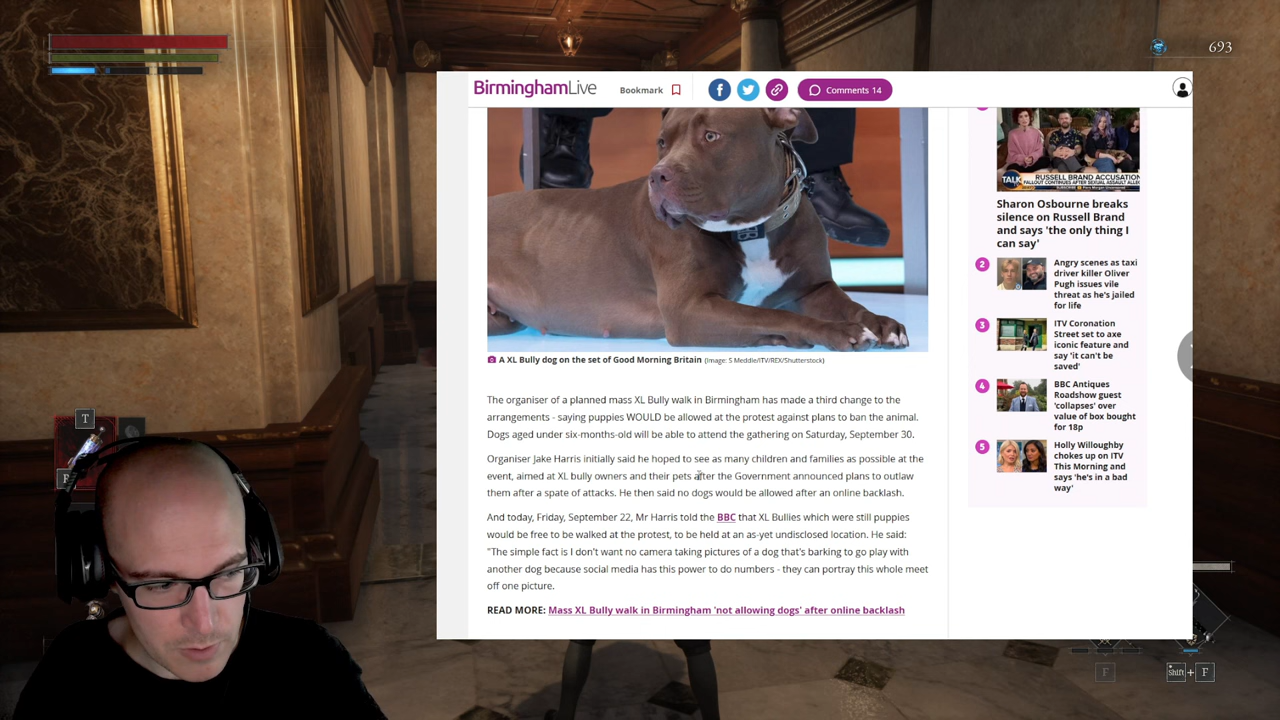 693
BirminghamLive
Bookmark
Comments 14
TALK
RUSSELL BRAND ACCUSATION
FALLOUT CONTINUES AFTER SEXUAL ASSAULT
Sharon Osbourne breaks
silence on Russell Brand
and says 'the only thing I
can say'
2
Angry scenes as taxi
driver killer Oliver
Pugh issues vile
threat as he's jailed
for life
3
ITV Coronation
Street set to axe
iconic feature and
say 'it can't be
saved'
4
BBC Antiques
Roadshow guest
'collapses' over
value of box bought
for 18p
5
Holly Willoughby
chokes up on ITV
This Morning and
says 'he's in a bad
way'
A XL Bully dog on the set of Good Morning Britain (Image: S Meddle/ITV/REX/Shutterstock)
The organiser of a planned mass XL Bully walk in Birmingham has made a third change to the
arrangements - saying puppies WOULD be allowed at the protest against plans to ban the animal.
Dogs aged under six-months-old will be able to attend the gathering on Saturday, September 30.
Organiser Jake Harris initially said he hoped to see as many children and families as possible at the
event, aimed at XL bully owners and their pets after the Government announced plans to outlaw
them after a spate of attacks. He then said no dogs would be allowed after an online backlash.
And today, Friday, September 22, Mr Harris told the BBC that XL Bullies which were still puppies
would be free to be walked at the protest, to be held at an as-yet undisclosed location. He said:
"The simple fact is I don't want no camera taking pictures of a dog that's barking to go play with
another dog because social media has this power to do numbers - they can portray this whole meet
off one picture.
READ MORE: Mass XL Bully walk in Birmingham 'not allowing dogs' after online backlash
T
F
Shift + F